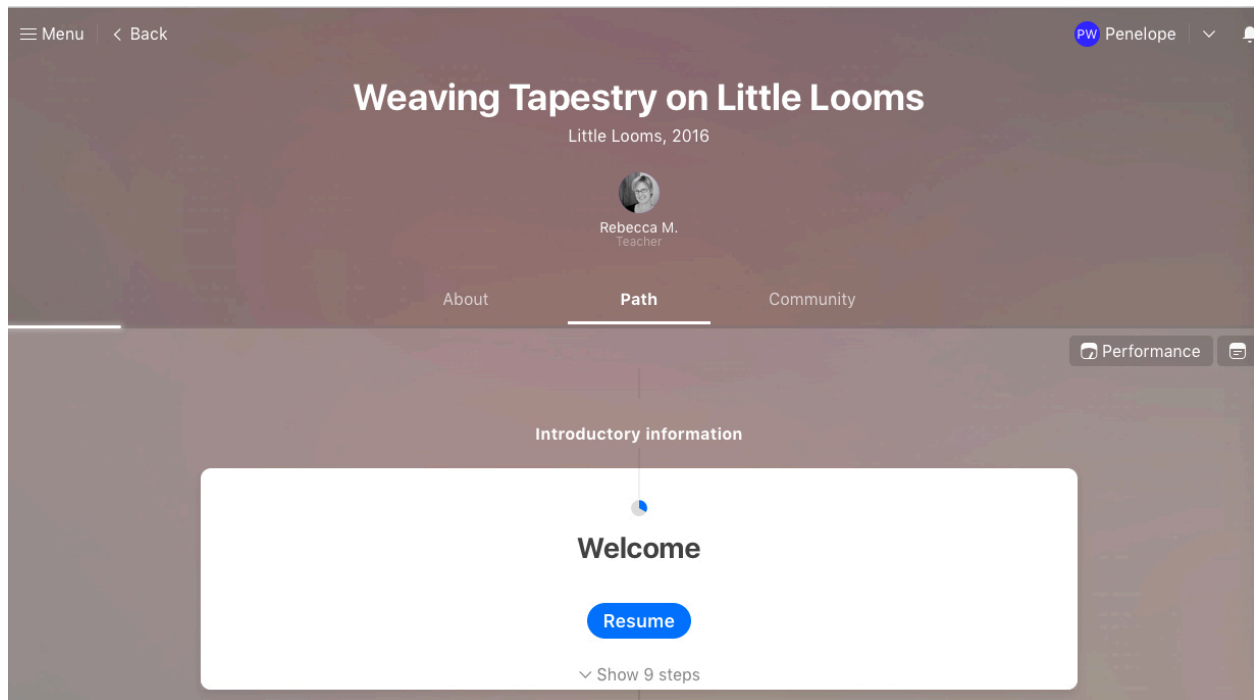 Menu
Back
PW Penelope
Weaving Tapestry on Little Looms
Little Looms, 2016
Rebecca M.
Teacher
About
Path
Community
Performance
Introductory information
Welcome
Resume
Show 9 steps